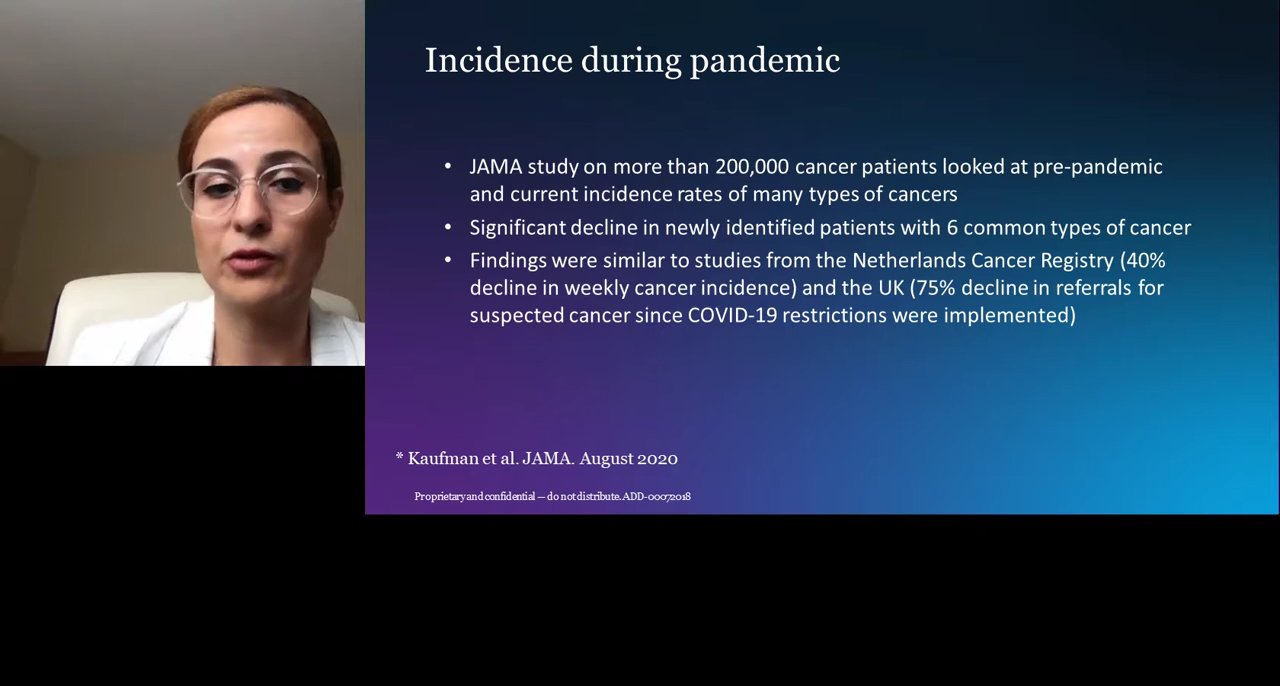 Incidence during pandemic
• JAMA study on more than 200,000 cancer patients looked at pre-pandemic
and current incidence rates of many types of cancers
• Significant decline in newly identified patients with 6 common types of cancer
• Findings were similar to studies from the Netherlands Cancer Registry (40%
decline in weekly cancer incidence) and the UK (75% decline in referrals for
suspected cancer since COVID-19 restrictions were implemented)
* Kaufman et al. JAMA. August 2020
Proprietary and confidential — do not distribute. ADD-00072018